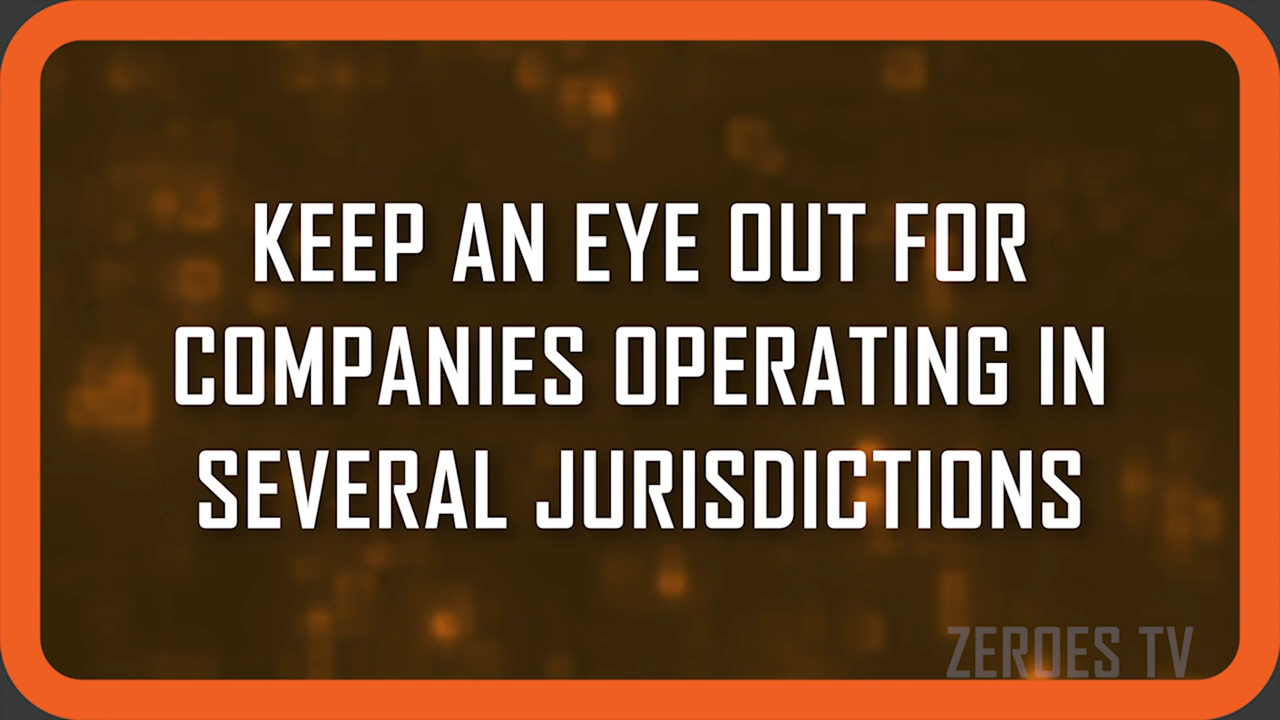 KEEP AN EYE OUT FOR
COMPANIES OPERATING IN
SEVERAL JURISDICTIONS
ZEROES TV